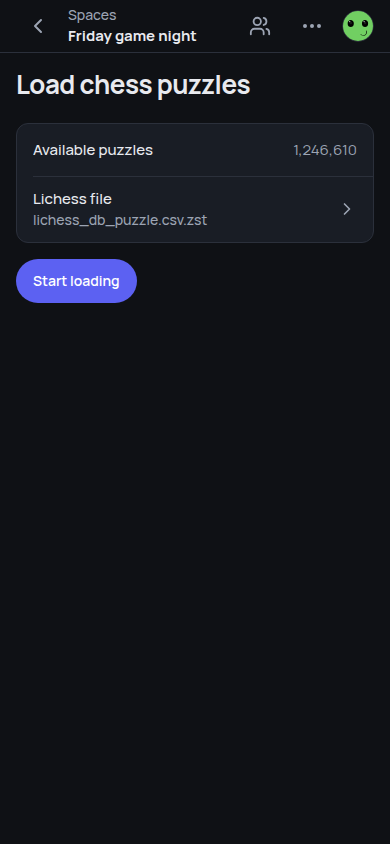 Spaces
Friday game night
Load chess puzzles
Available puzzles 1,246,610
Lichess file
lichess_db_puzzle.csv.zst
Start loading